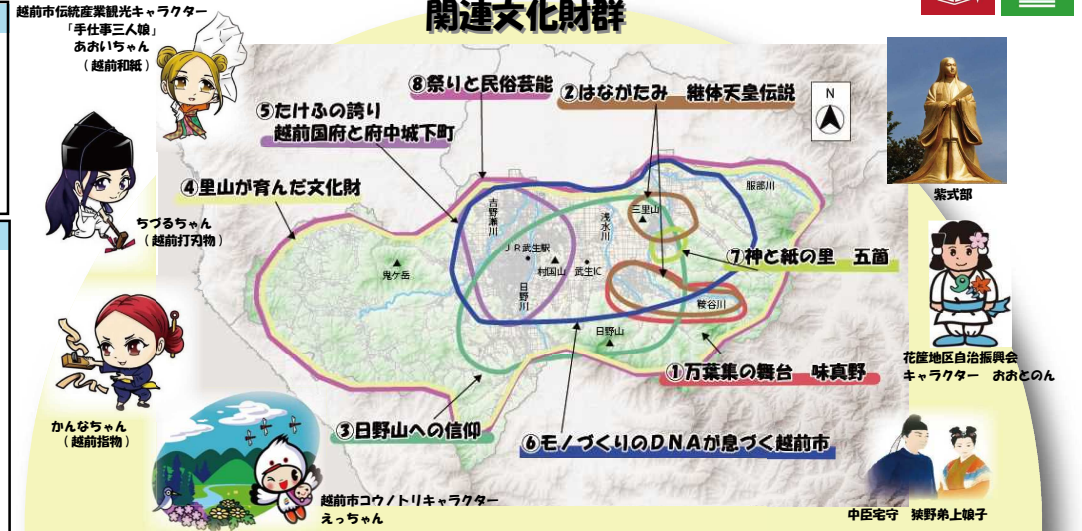 関連文化財群
越前市伝統産業観光キャラクター
「手仕事三人娘」
あおいちゃん
(越前和紙)
ちづるちゃん
(越前打刃物)
かんなちゃん
(越前指物)
⑧祭りと民俗芸能
②はながたみ 継体天皇伝説
⑤たけふの誇り
越前国府と府中城下町
④里山が育んだ文化財
N
紫式部
服部川
吉野瀬川
浅水川
三里山
JR武生駅
村国山
武生IC
⑦神と紙の里 五箇
鬼ケ岳
日野川
鞍谷川
日野山
①万葉集の舞台 味真野
花筐地区自治振興会
キャラクター おおとのん
③日野山への信仰
⑥モノづくりのDNAが息づく越前市
越前市コウノトリキャラクター
えっちゃん
中臣宅守 狭野弟上娘子